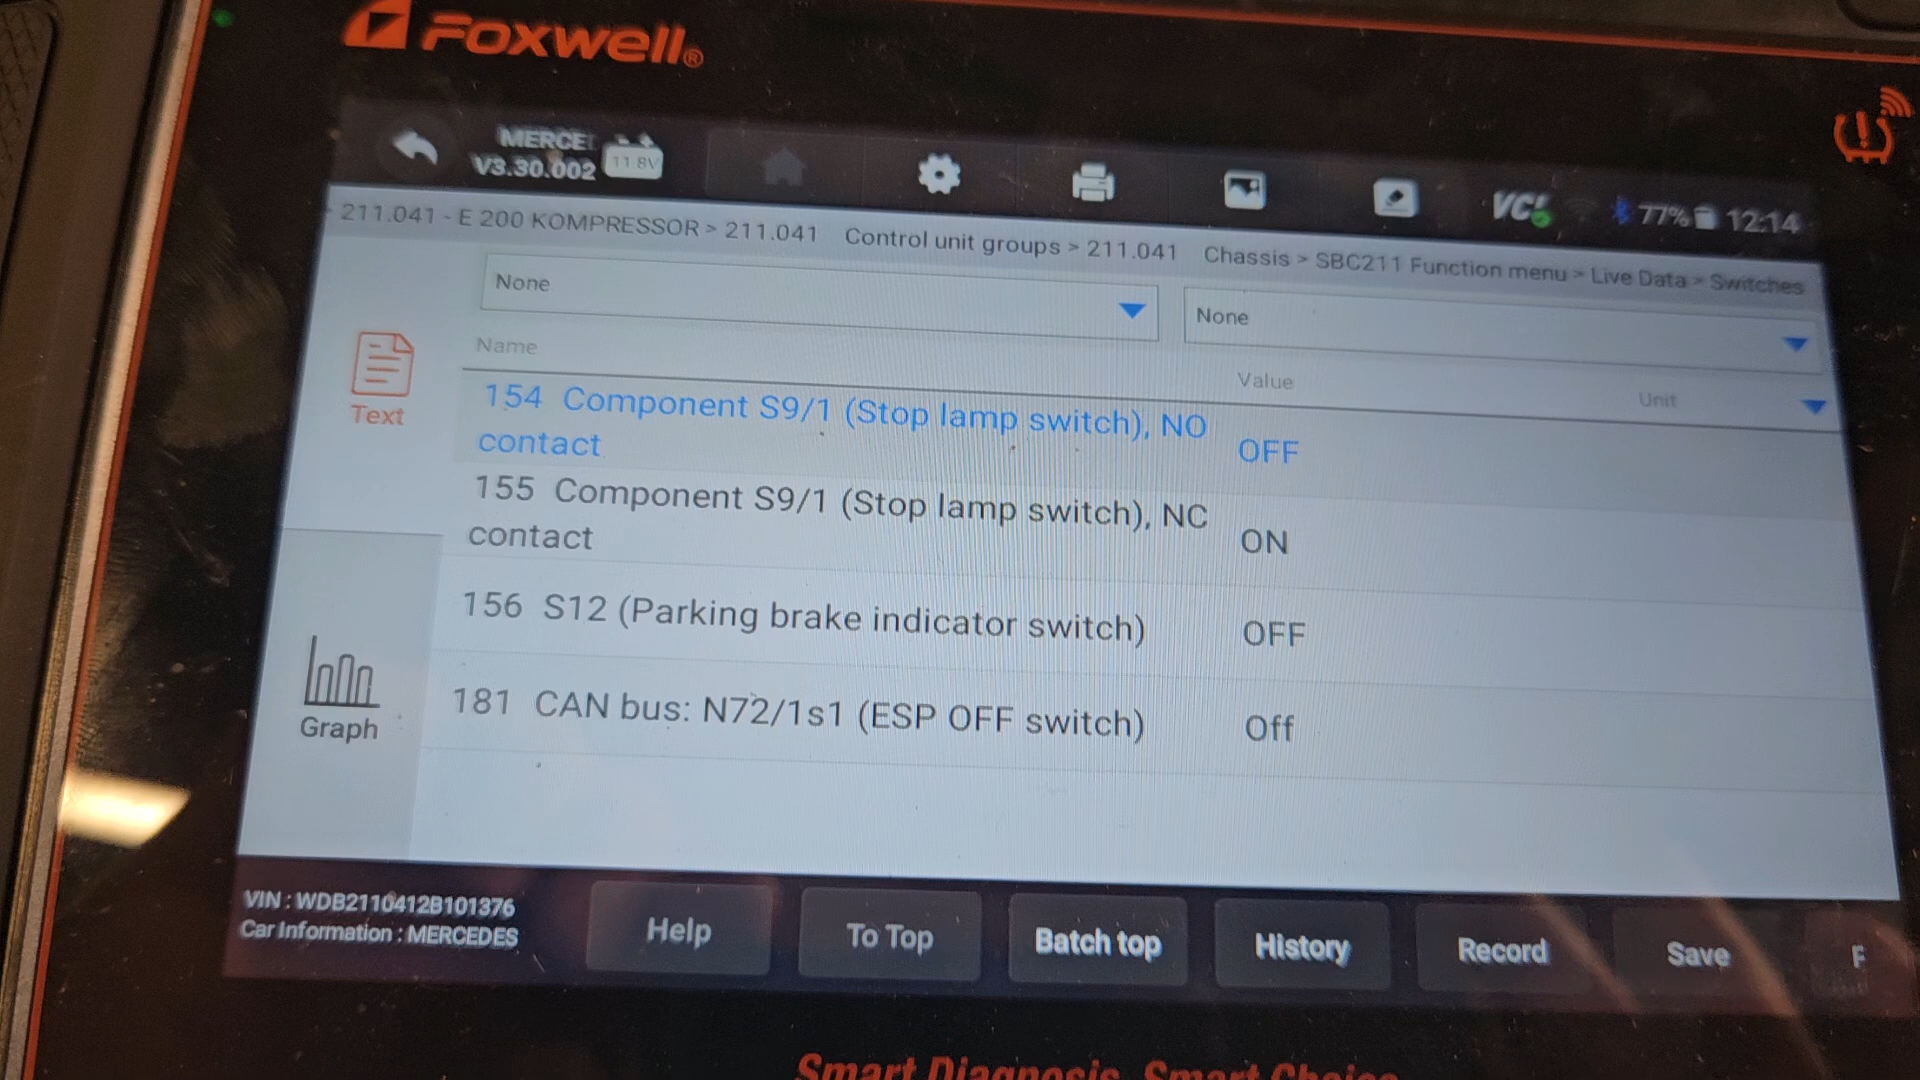 Foxwell®
MERCE
V3.30.002
11.8V
VCI
77%
12:14
211.041 - E 200 KOMPRESSOR > 211.041 Control unit groups > 211.041 Chassis > SBC211 Function menu > Live Data > Switches
None
None
Text
Name
Value
Unit
154 Component S9/1 (Stop lamp switch), NO
contact
OFF
155 Component S9/1 (Stop lamp switch), NC
contact
ON
156 S12 (Parking brake indicator switch)
OFF
181 CAN bus: N72/1s1 (ESP OFF switch)
Off
Graph
VIN : WDB2110412B101376
Car Information : MERCEDES
Help
To Top
Batch top
History
Record
Save
F
Smart Diagnosis, Smart Choice